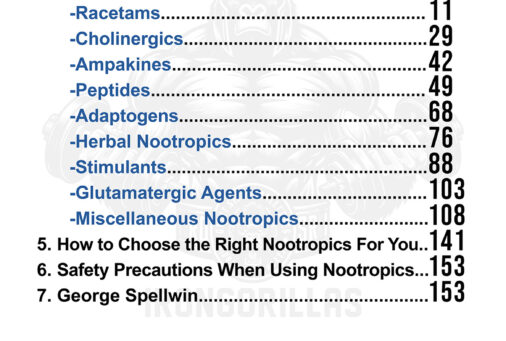 -Racetams................................................................ 11
-Cholinergics.......................................................... 29
-Ampakines............................................................. 42
-Peptides.................................................................. 49
-Adaptogens............................................................ 68
-Herbal Nootropics............................................... 76
-Stimulants............................................................... 88
-Glutamatergic Agents........................................ 103
-Miscellaneous Nootropics............................... 108
5. How to Choose the Right Nootropics For You.. 141
6. Safety Precautions When Using Nootropics... 153
7. George Spellwin...................................................... 153
IRONGORILLAS